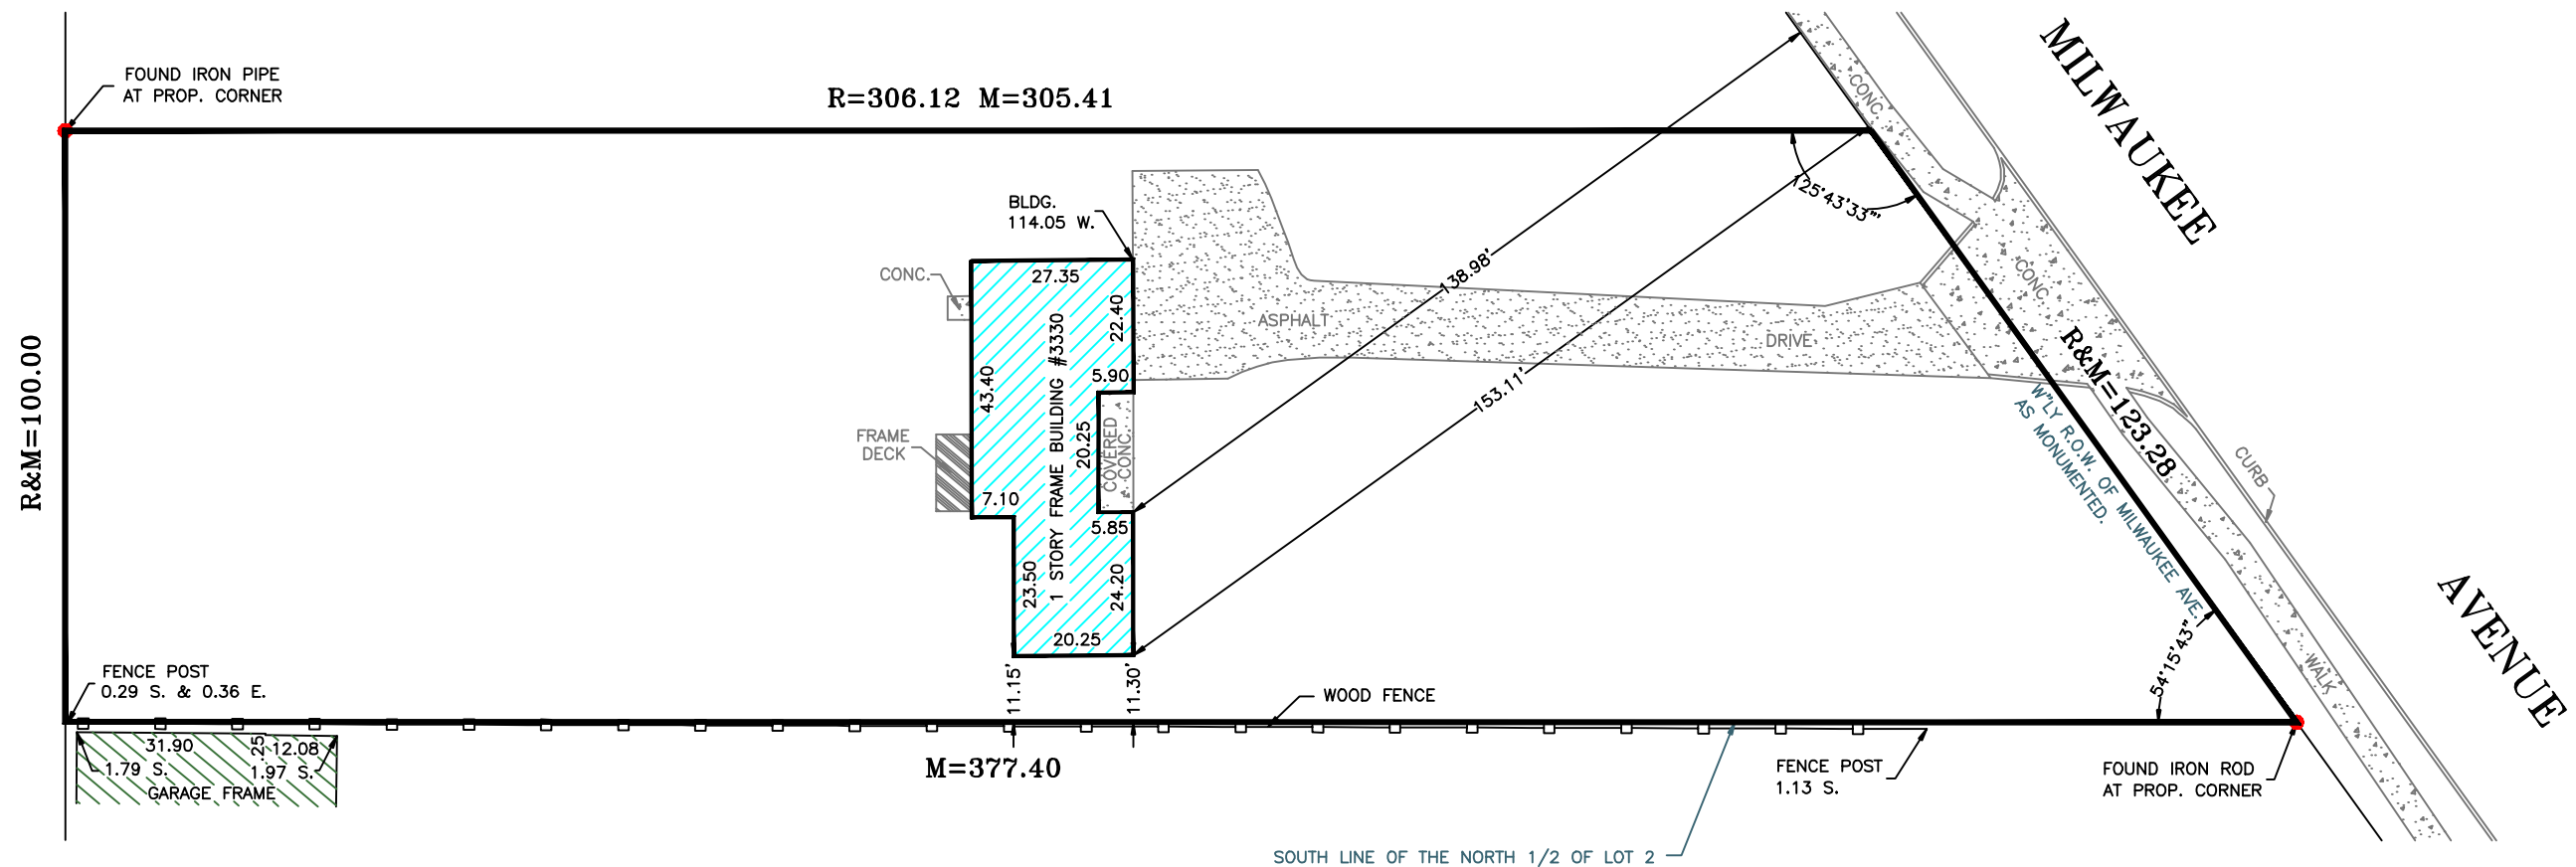 MILWAUKEE
FOUND IRON PIPE
AT PROP. CORNER
R=306.12 M=305.41
CONC.
125°43'33"'
BLDG.
114.05 W.
CONC.
27.35
22.40
138.98'
CONC.
ASPHALT
DRIVE
R&M=100.00
43.40
1 STORY FRAME BUILDING #3330
5.90
153.11'
R&M=123.28
W"LY R.O.W. OF MILWAUKEE AVE.
AS MONUMENTED.
FRAME
DECK
20.25
COVERED
CONC.
CURB
7.10
5.85
23.50
24.20
20.25
AVENUE
54°15'43"
WALK
FENCE POST
0.29 S. & 0.36 E.
11.15'
11.30'
WOOD FENCE
31.90
.25
12.08
1.79 S.
1.97 S.
GARAGE FRAME
M=377.40
FENCE POST
1.13 S.
FOUND IRON ROD
AT PROP. CORNER
SOUTH LINE OF THE NORTH 1/2 OF LOT 2